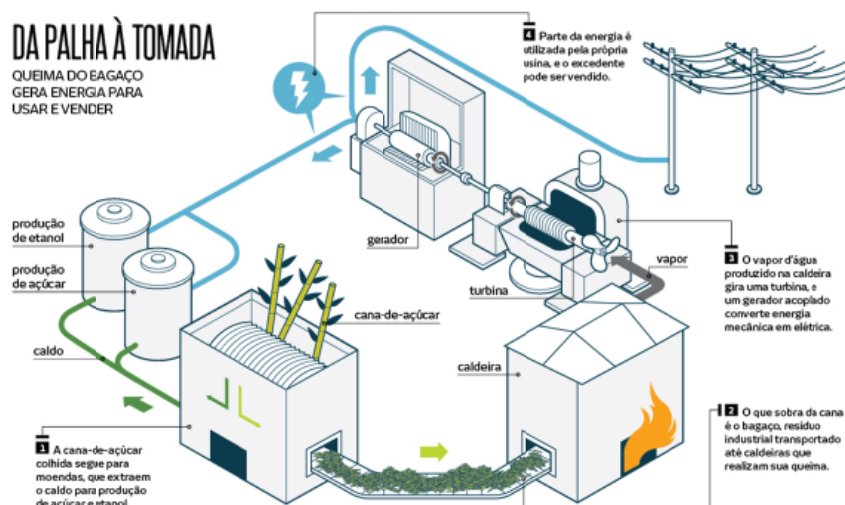 DA PALHA À TOMADA
QUEIMA DO BAGAÇO
GERA ENERGIA PARA
USAR E VENDER
4 Parte da energia é
utilizada pela própria
usina, e o excedente
pode ser vendido.
produção
de etanol
produção
de açúcar
caldo
gerador
turbina
vapor
cana-de-açúcar
caldeira
3 O vapor d'água
produzido na caldeira
gira uma turbina, e
um gerador acoplado
converte energia
mecânica em elétrica.
2 O que sobra da cana
é o bagaço, resíduo
industrial transportado
até caldeiras que
realizam sua queima.
1 A cana-de-açúcar
colhida segue para
moendas, que extraem
o caldo para produção
de açúcar e etanol